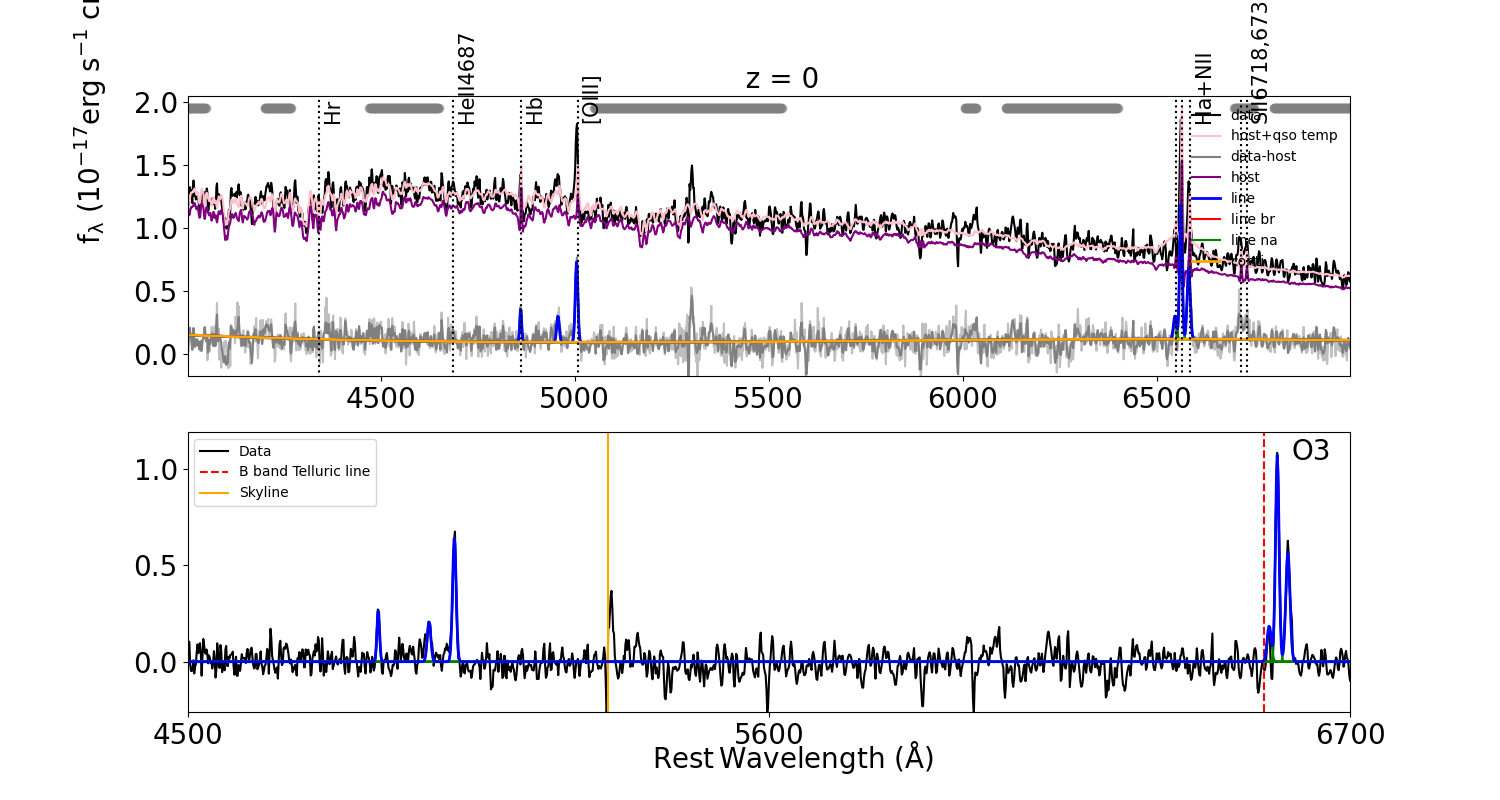 z = 0
fλ (10⁻¹⁷erg s⁻¹ c
Hr
HeII4687
Hb
[OIII]
Ha+NII
SII6718,673
2.0
1.5
1.0
0.5
0.0
data
host+qso temp
data-host
host
line
line br
line na
4500
5000
5500
6000
6500
Data
B band Telluric line
Skyline
O3
1.0
0.5
0.0
4500
5600
6700
Rest Wavelength (Å)